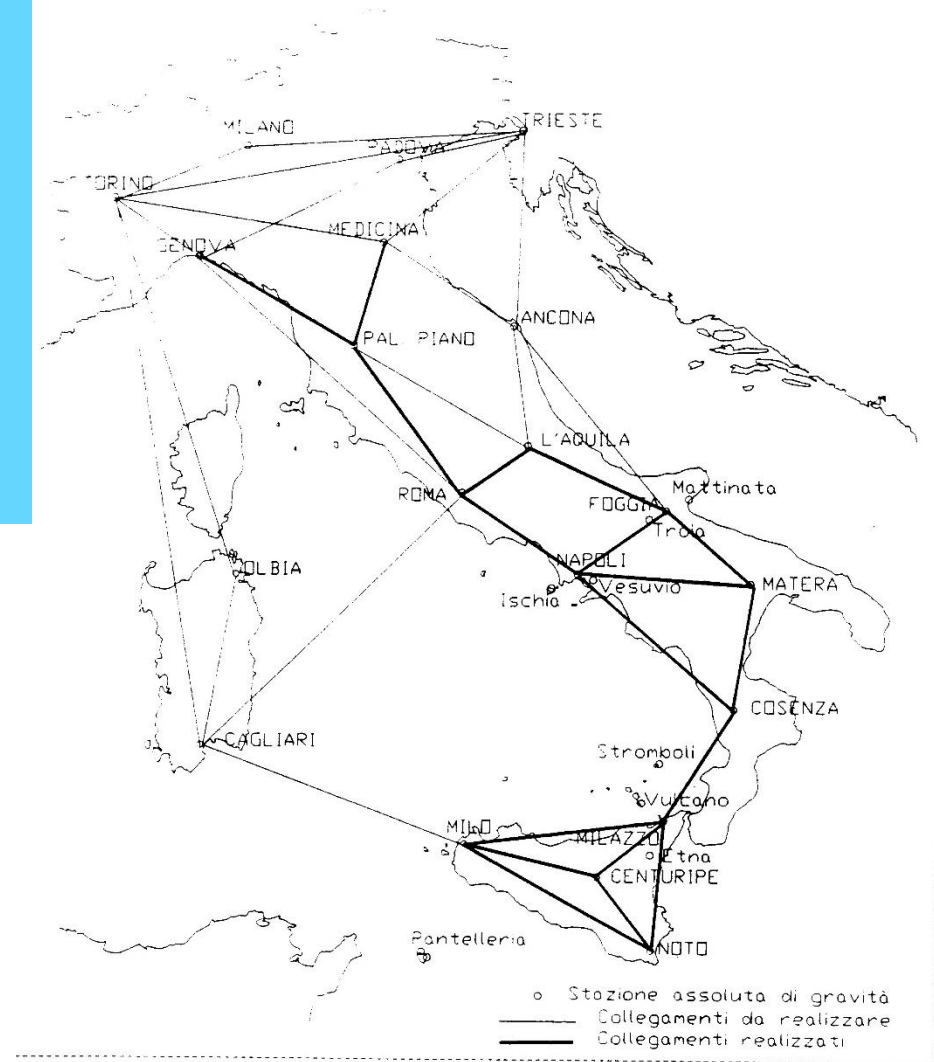 MILANO
TRIESTE
PADOVA
TORINO
MEDICINA
GENOVA
ANCONA
PAL PIANO
L'AQUILA
ROMA
Mattinata
FOGGIA
Troia
NAPOLI
OLBIA
Vesuvio
MATERA
Ischia
COSENZA
CAGLIARI
Stromboli
Vulcano
MILO
MILAZZO
Etna
CENTURIPE
Pantelleria
NOTO
Stazione assoluta di gravità
Collegamenti da realizzare
Collegamenti realizzati